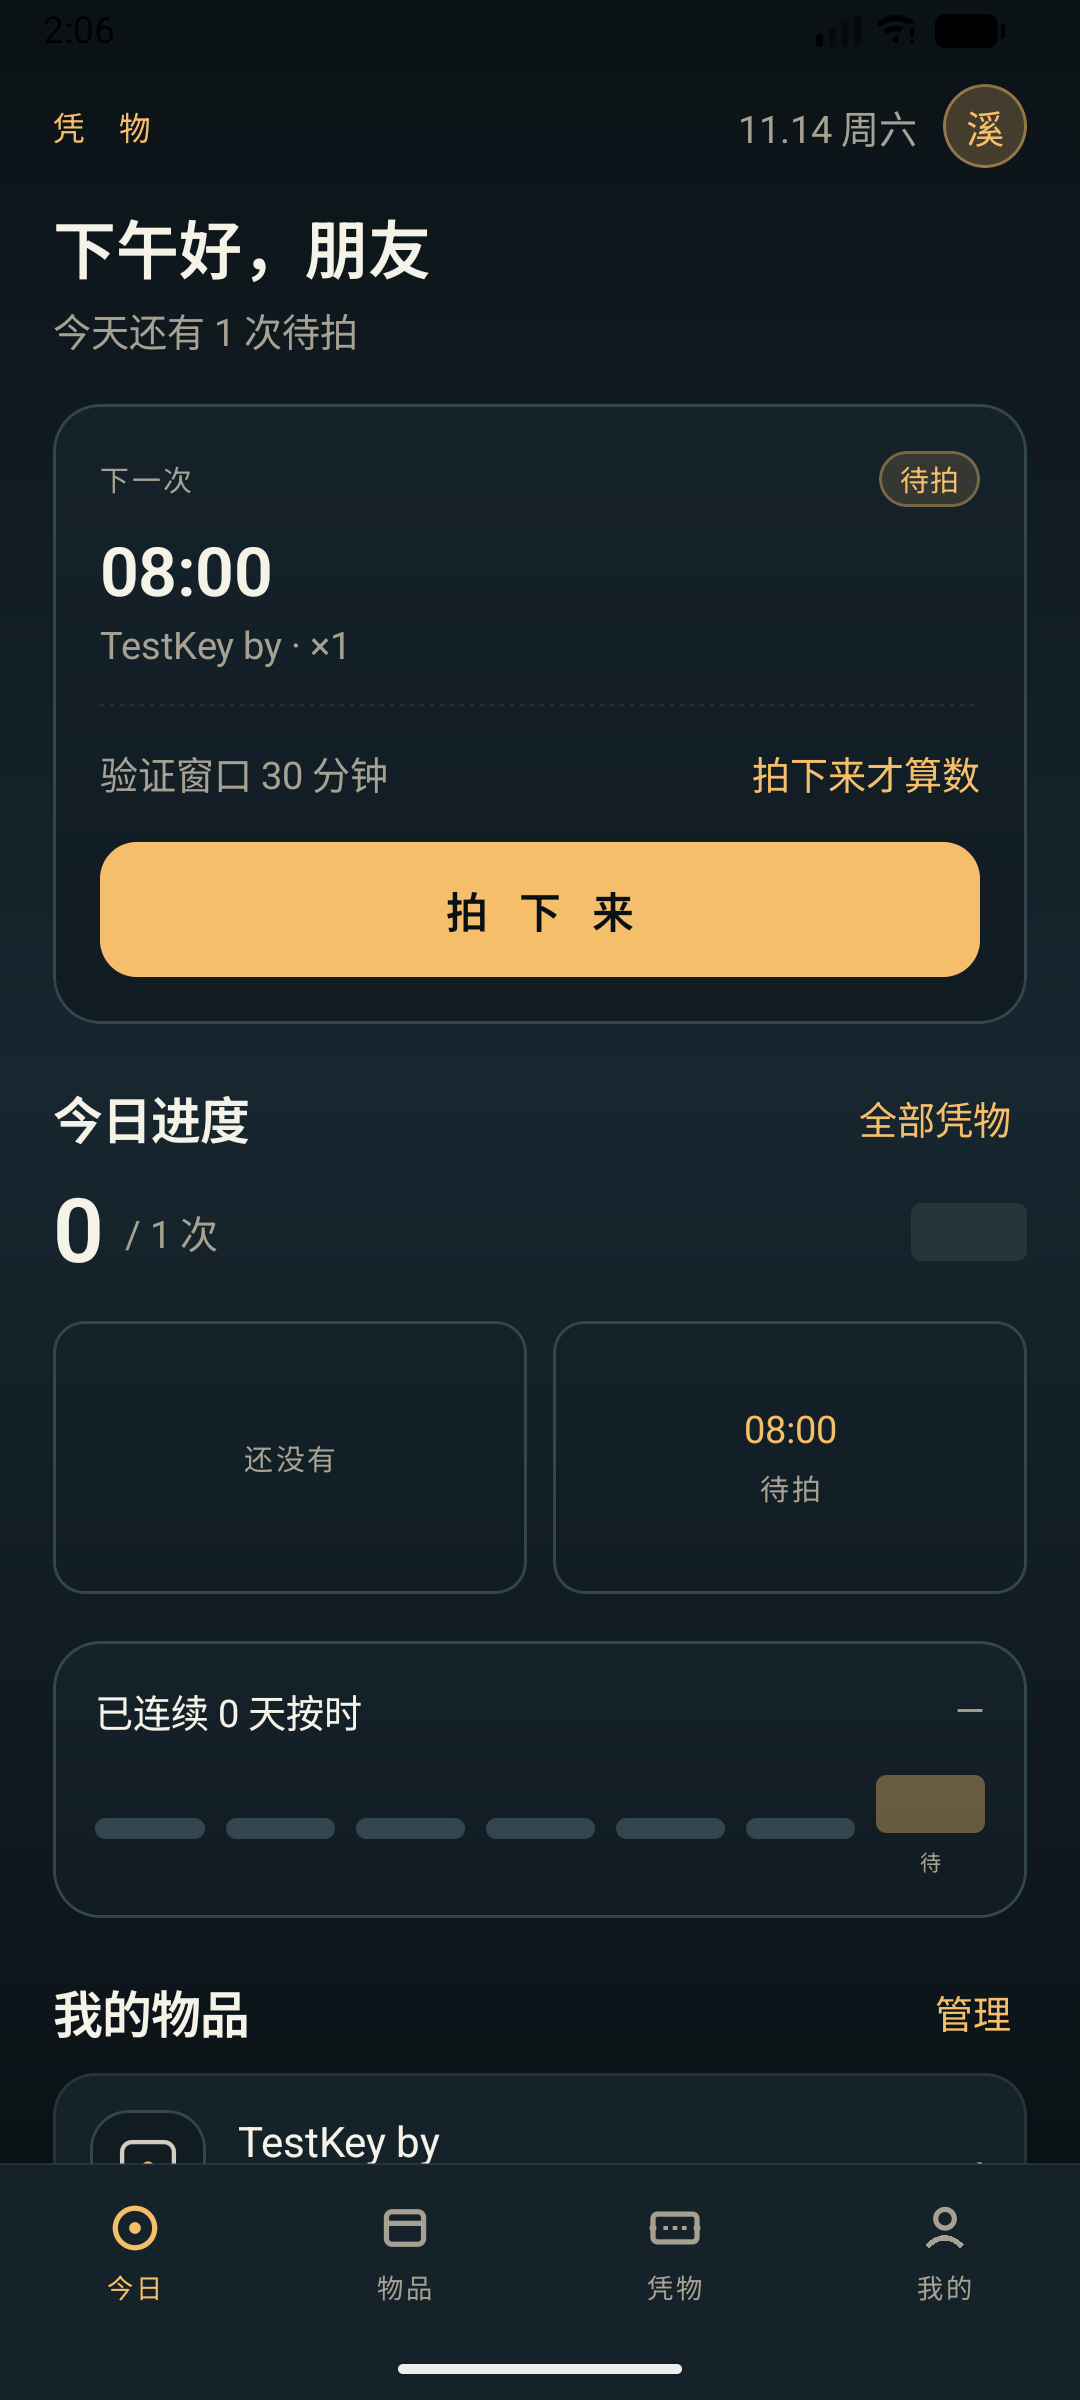 2:06
凭 物
11.14 周六
溪
下午好，朋友
今天还有 1 次待拍
下一次
待拍
08:00
TestKey by · ×1
验证窗口 30 分钟
拍下来才算数
拍 下 来
今日进度
全部凭物
0 / 1 次
还没有
08:00
待拍
已连续 0 天按时
—
待
我的物品
管理
TestKey by
今日
物品
凭物
我的